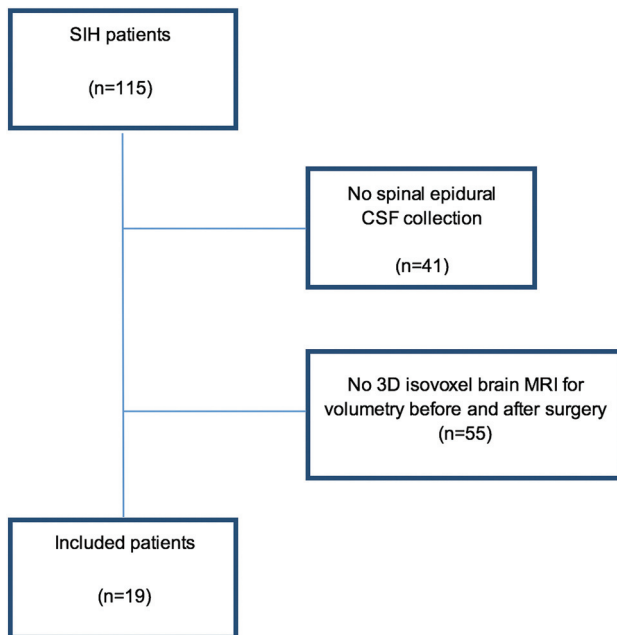 SIH patients
(n=115)
No spinal epidural
CSF collection
(n=41)
No 3D isovoxel brain MRI for
volumetry before and after surgery
(n=55)
Included patients
(n=19)